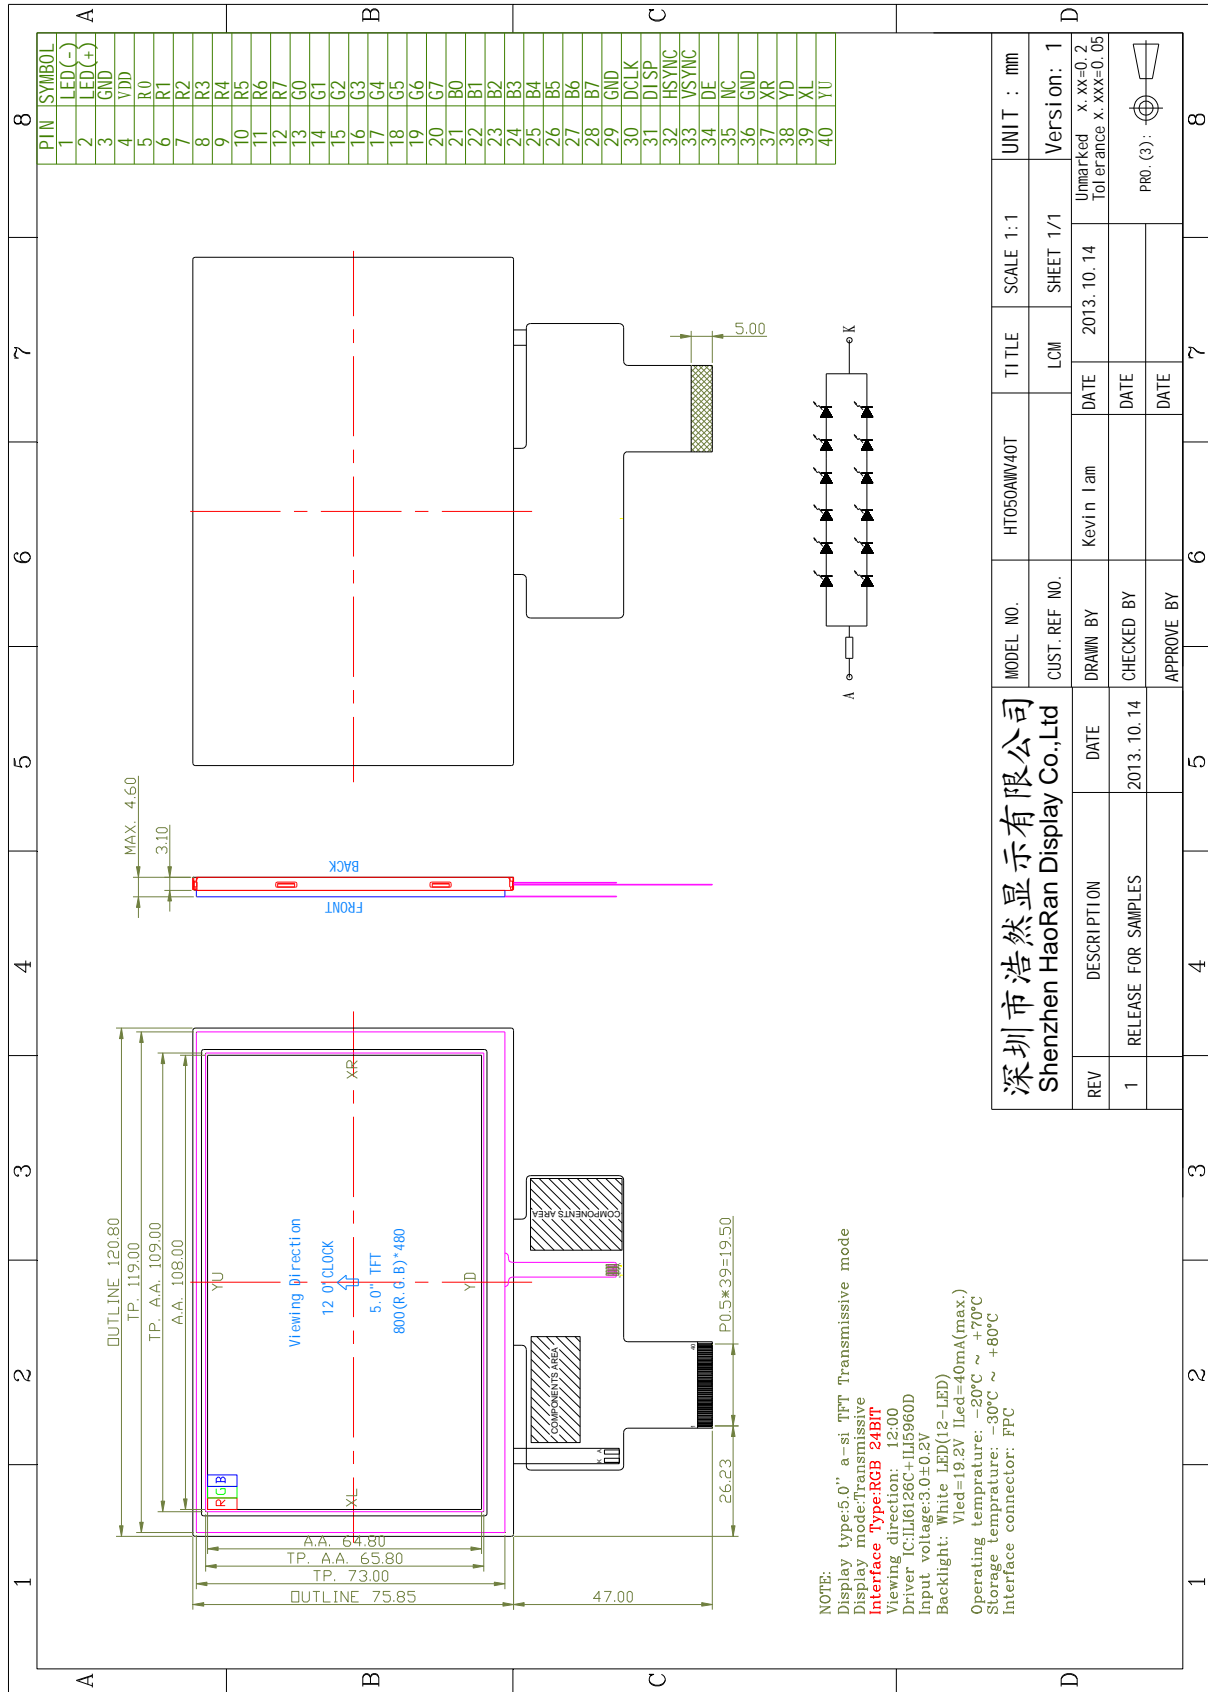 1
2
3
4
5
6
7
8
A
B
C
D
OUTLINE 120.80
TP. 119.00
TP. A.A. 109.00
A.A. 108.00
YU
Viewing Direction
12 O'CLOCK
5.0" TFT
800(R.G.B)*480
YD
XL
XR
R G B
A.A. 64.80
TP. A.A. 65.80
TP. 73.00
OUTLINE 75.85
47.00
COMPONENTS AREA
COMPONENTS AREA
K A
1
40
26.23
P0.5*39=19.50
MAX. 4.60
3.10
FRONT
BACK
5.00
A
K
PIN SYMBOL
1 LED(-)
2 LED(+)
3 GND
4 VDD
5 R0
6 R1
7 R2
8 R3
9 R4
10 R5
11 R6
12 R7
13 G0
14 G1
15 G2
16 G3
17 G4
18 G5
19 G6
20 G7
21 B0
22 B1
23 B2
24 B3
25 B4
26 B5
27 B6
28 B7
29 GND
30 DCLK
31 DISP
32 HSYNC
33 VSYNC
34 DE
35 NC
36 GND
37 XR
38 YD
39 XL
40 YU
NOTE:
Display type:5.0'' a-si TFT Transmissive mode
Display mode:Transmissive
Interface Type:RGB 24BIT
Viewing direction: 12:00
Driver IC:ILI6126C+ILI5960D
Input voltage:3.0±0.2V
Backlight: White LED(12-LED)
Vled=19.2V ILed=40mA(max.)
Operating temprature: -20°C ~ +70°C
Storage temprature: -30°C ~ +80°C
Interface connector: FPC
深圳市浩然显示有限公司
Shenzhen HaoRan Display Co.,Ltd
REV DESCRIPTION DATE
1 RELEASE FOR SAMPLES 2013.10.14
MODEL NO. HT050AWV40T TITLE SCALE 1:1 UNIT : mm
CUST.REF NO. LCM SHEET 1/1 Version: 1
DRAWN BY Kevin lam DATE 2013.10.14 Unmarked x.xx=0.2
Tolerance x.xxx=0.05
CHECKED BY DATE
PRO.(3):
APPROVE BY DATE
A
B
C
D
1
2
3
4
5
6
7
8